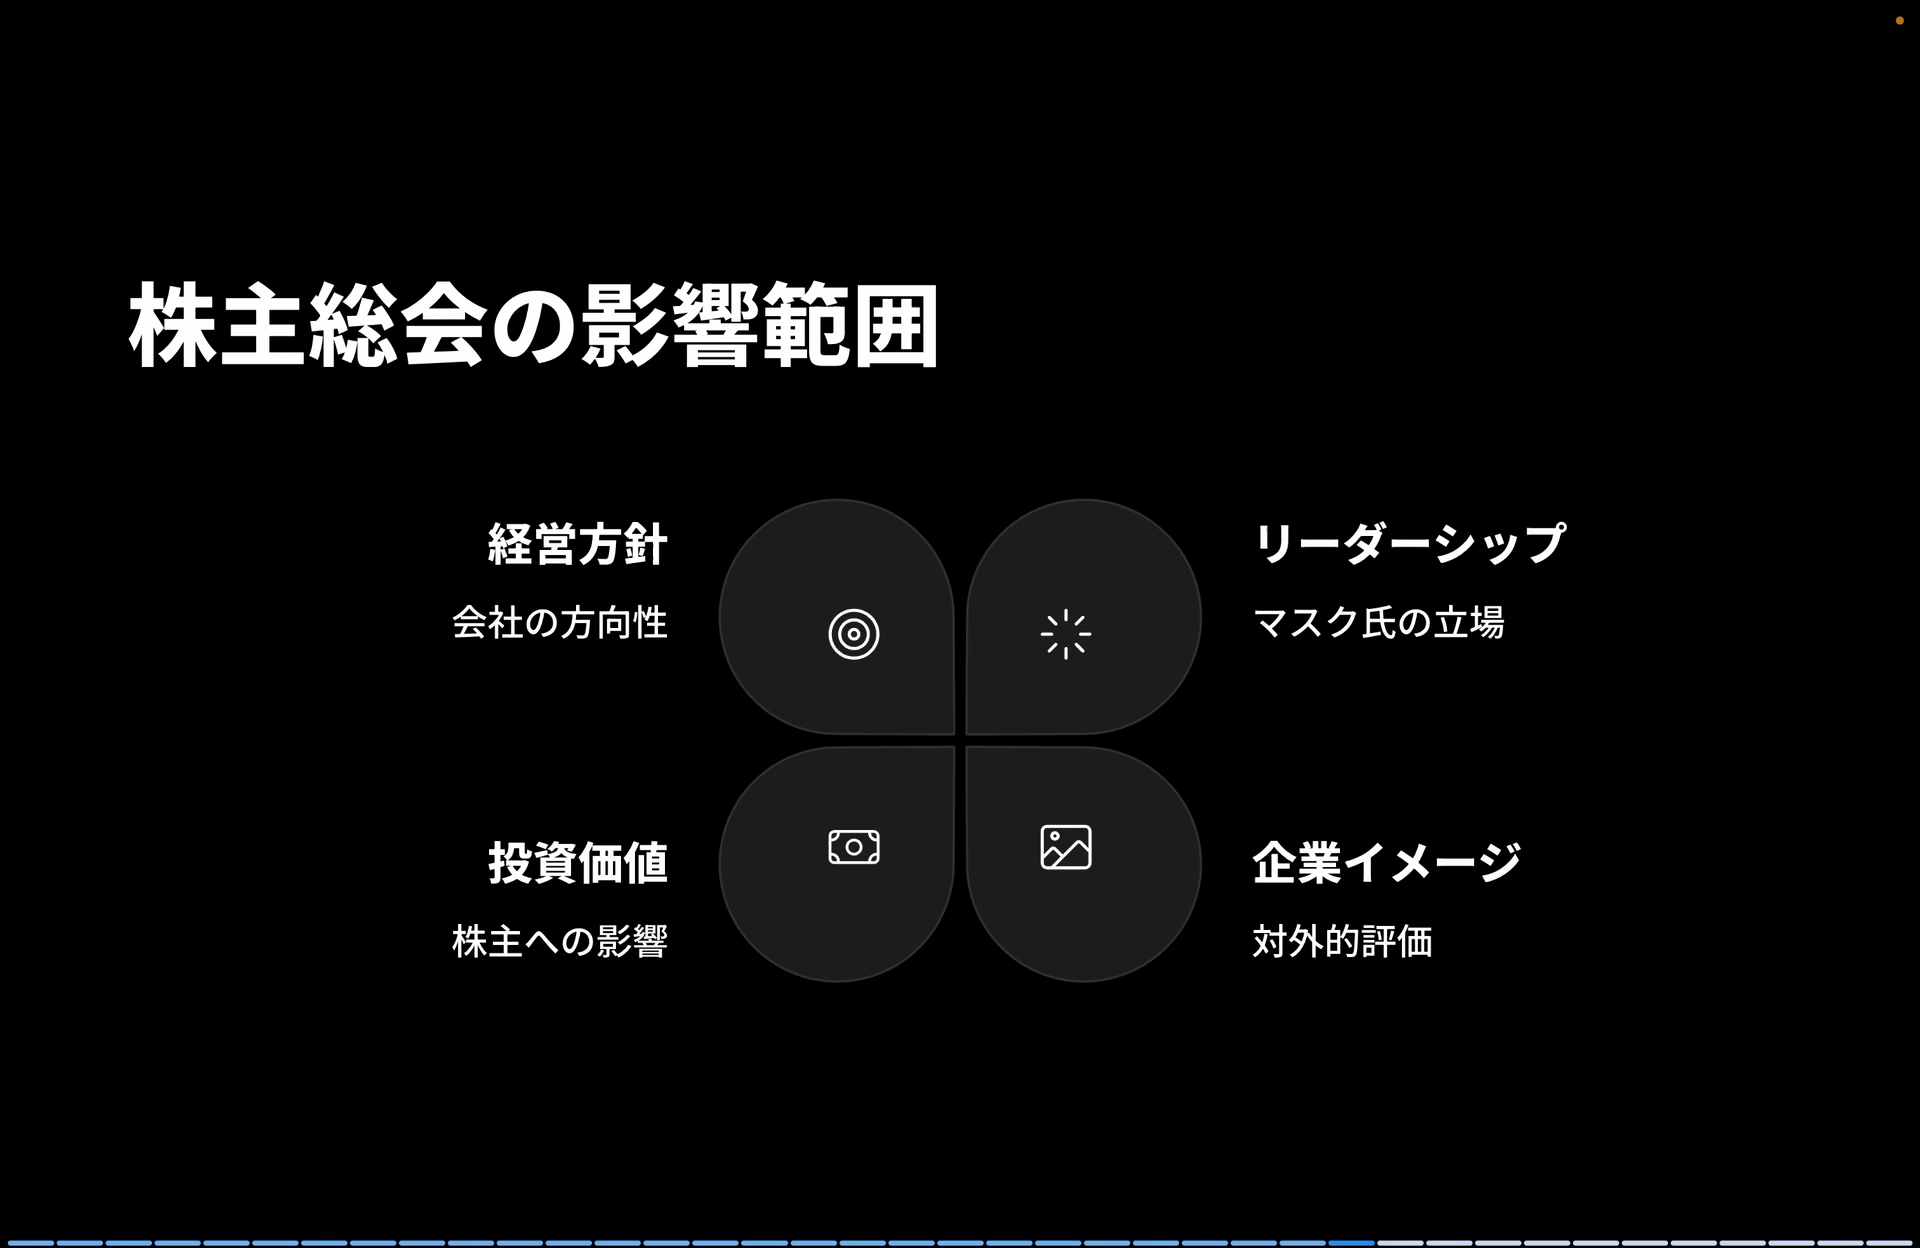 株主総会の影響範囲
経営方針
会社の方向性
リーダーシップ
マスク氏の立場
投資価値
株主への影響
企業イメージ
対外的評価